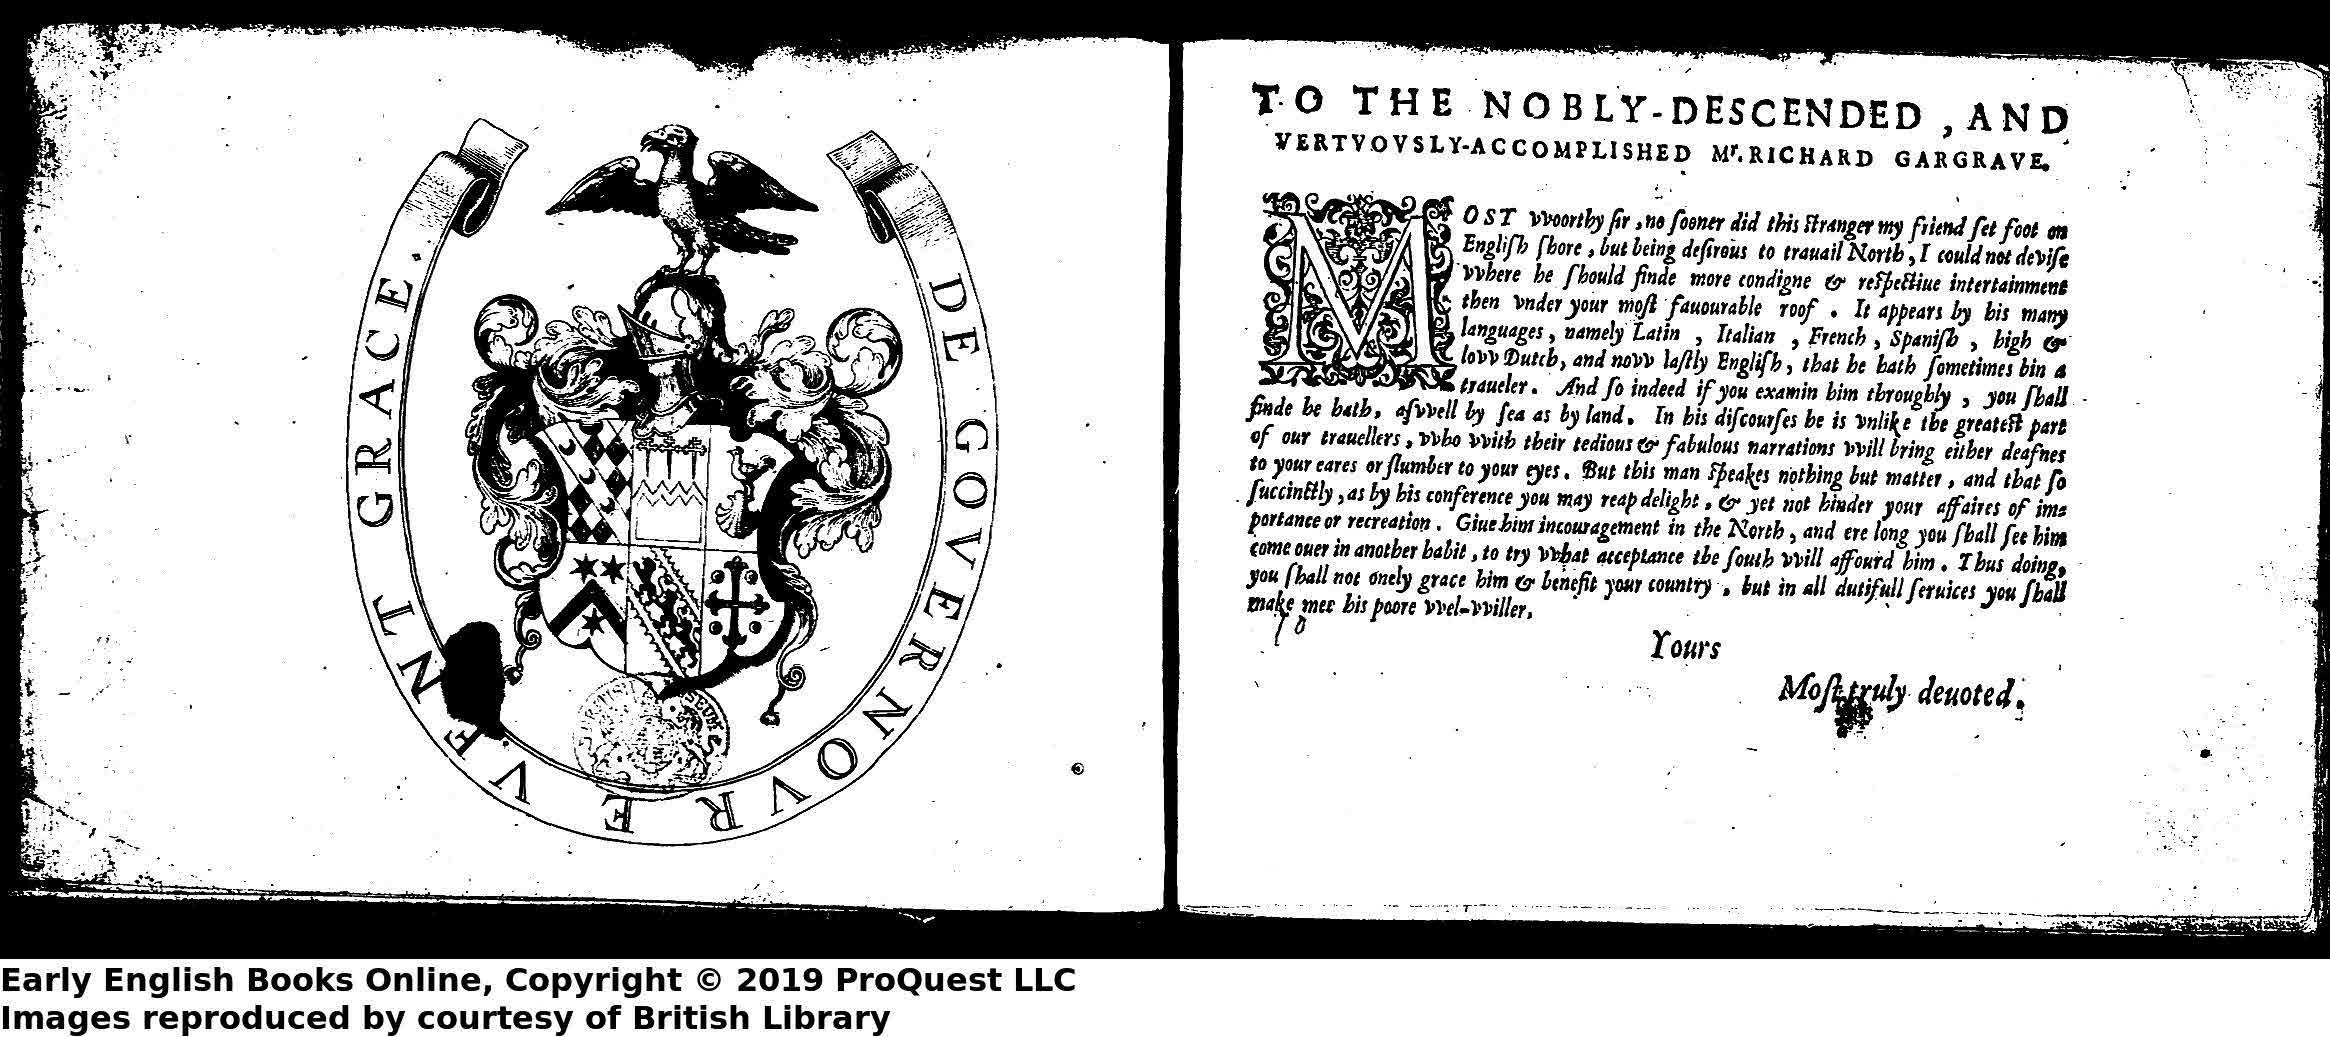 DE GOVERNOVR EVENT GRACE.
TO THE NOBLY-DESCENDED, AND
VERTVOVSLY-ACCOMPLISHED Mr. RICHARD GARGRAVE.
MOST vvoorthy ſir, no ſooner did this ſtranger my friend ſet foot on
Engliſh ſhore, but being deſirous to trauail North, I could not deviſe
vvhere he ſhould finde more condigne & reſpectiue intertainment
then vnder your moſt fauourable roof. It appears by his many
languages, namely Latin, Italian, French, Spaniſh, high &
lovv Dutch, and novv laſtly Engliſh, that he hath ſometimes bin a
traueler. And ſo indeed if you examin him throughly, you ſhall
finde he hath, aſvvell by ſea as by land. In his diſcourſes he is vnlike the greateſt part
of our trauellers, vvho vvith their tedious & fabulous narrations vvill bring either deafnes
to your eares or ſlumber to your eyes. But this man ſpeakes nothing but matter, and that ſo
ſuccinctly, as by his conference you may reap delight, & yet not hinder your affaires of im=
portance or recreation. Giue him incouragement in the North, and ere long you ſhall ſee him
come ouer in another habit, to try vvhat acceptance the ſouth vvill affourd him. Thus doing,
you ſhall not onely grace him & benefit your country, but in all dutifull ſeruices you ſhall
make mee his poore vvel-vviller.
Yours
Moſt truly deuoted.
Early English Books Online, Copyright © 2019 ProQuest LLC
Images reproduced by courtesy of British Library